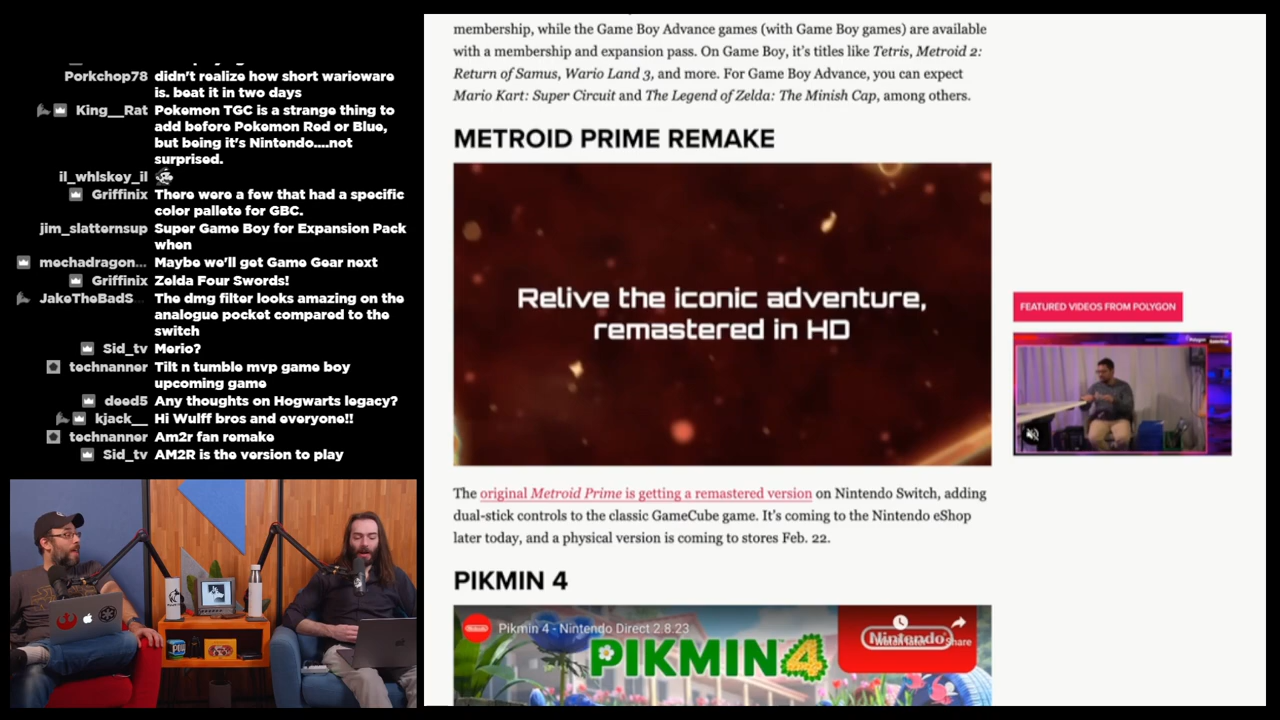 Porkchop78 didn't realize how short warioware
is. beat it in two days
King__Rat Pokemon TGC is a strange thing to
add before Pokemon Red or Blue,
but being it's Nintendo....not
surprised.
il_whlskey_il
Griffinix There were a few that had a specific
color pallete for GBC.
jim_slatternsup Super Game Boy for Expansion Pack
when
mechadragon... Maybe we'll get Game Gear next
Griffinix Zelda Four Swords!
JakeTheBadS... The dmg filter looks amazing on the
analogue pocket compared to the
switch
Sid_tv Merio?
technanner Tilt n tumble mvp game boy
upcoming game
deed5 Any thoughts on Hogwarts legacy?
kjack__ Hi Wulff bros and everyone!!
technanner Am2r fan remake
Sid_tv AM2R is the version to play
membership, while the Game Boy Advance games (with Game Boy games) are available
with a membership and expansion pass. On Game Boy, it's titles like Tetris, Metroid 2:
Return of Samus, Wario Land 3, and more. For Game Boy Advance, you can expect
Mario Kart: Super Circuit and The Legend of Zelda: The Minish Cap, among others.
METROID PRIME REMAKE
Relive the iconic adventure,
remastered in HD
The original Metroid Prime is getting a remastered version on Nintendo Switch, adding
dual-stick controls to the classic GameCube game. It's coming to the Nintendo eShop
later today, and a physical version is coming to stores Feb. 22.
PIKMIN 4
Pikmin 4 - Nintendo Direct 2.8.23
Nintendo
Watch later Share
PIKMIN 4
FEATURED VIDEOS FROM POLYGON